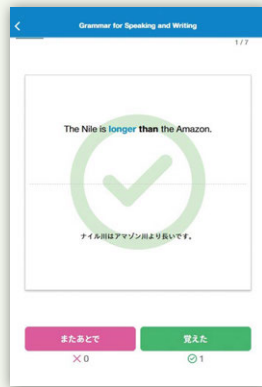 Grammar for Speaking and Writing
1 / 7
The Nile is longer than the Amazon.
ナイル川はアマゾン川より長いです。
またあとで 覚えた
0 1